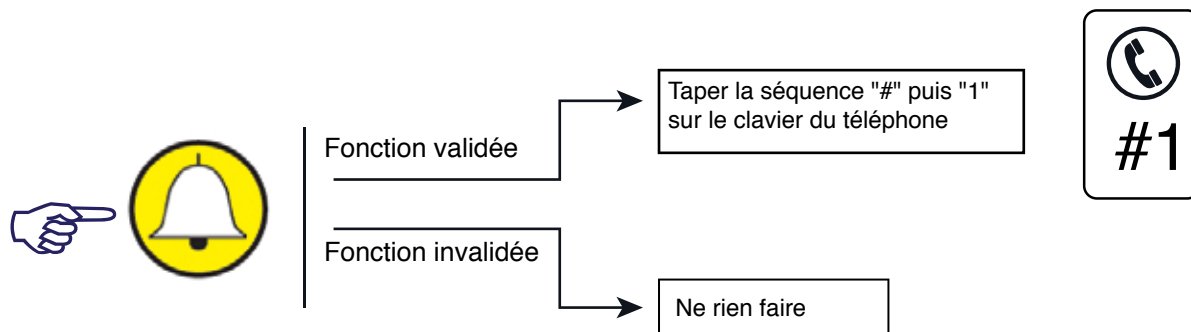 Taper la séquence "#" puis "1"
sur le clavier du téléphone
#1
Fonction validée
Fonction invalidée
Ne rien faire